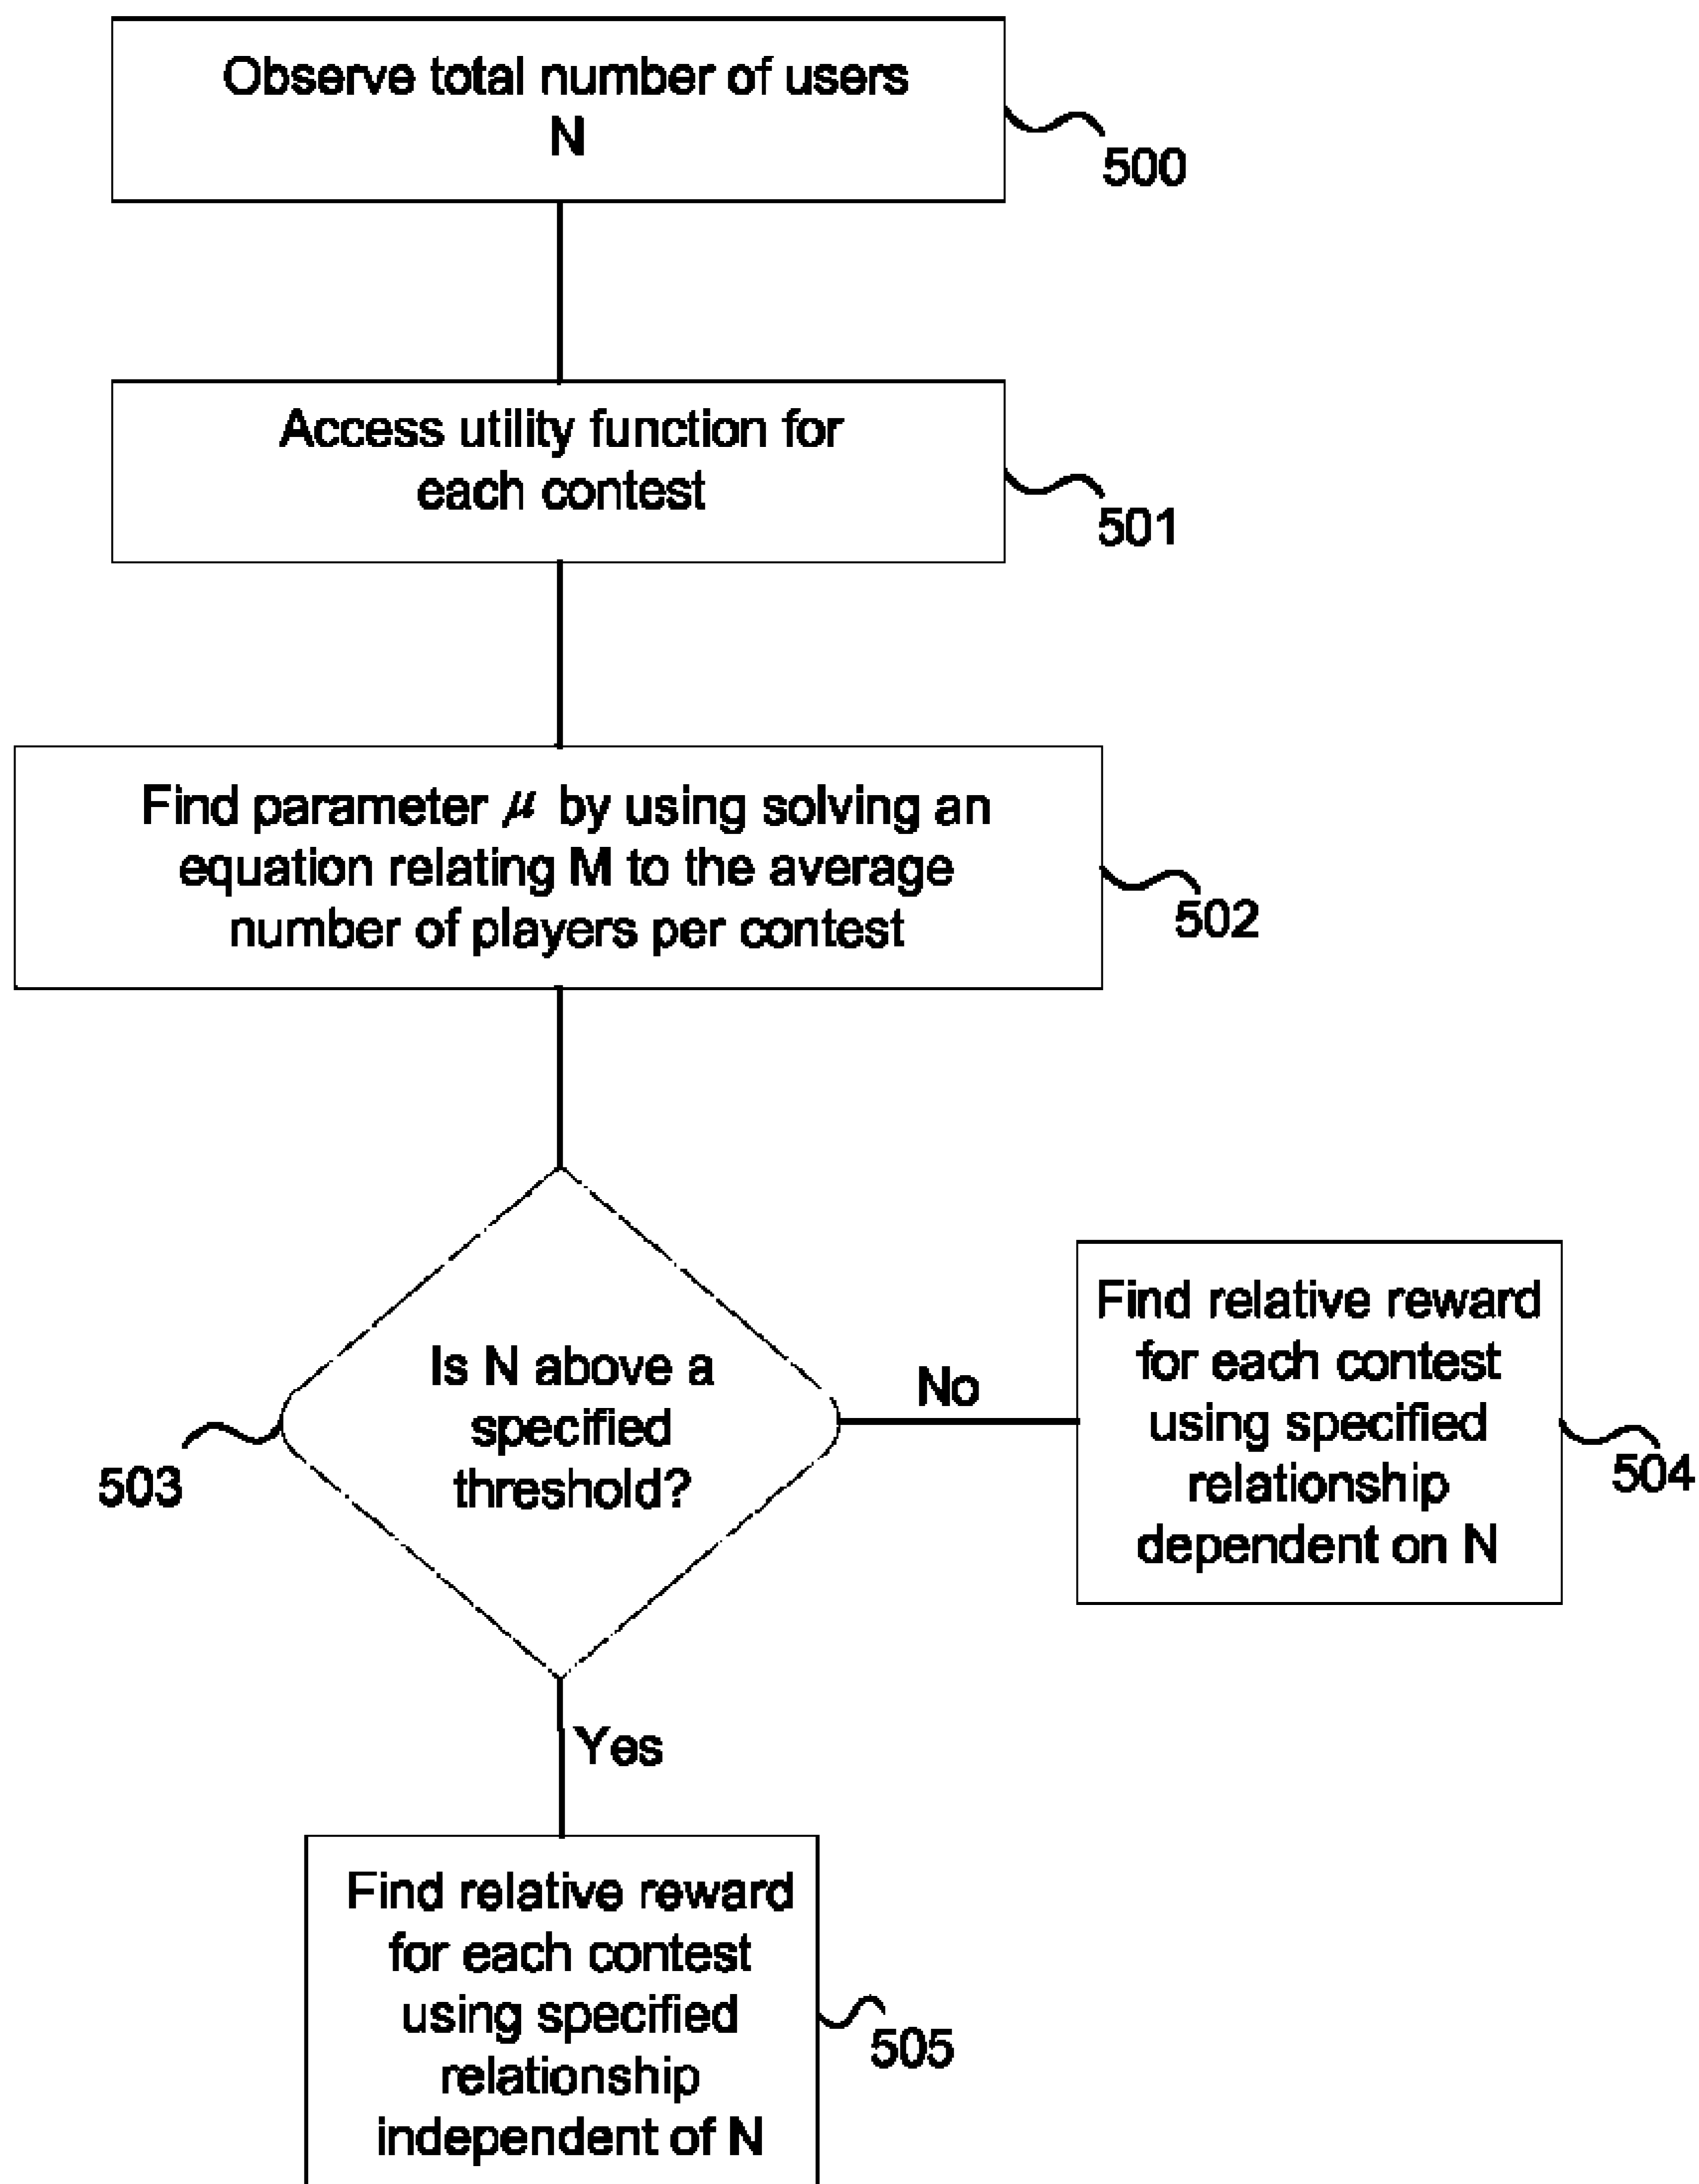 Observe total number of users
N
500
Access utility function for
each contest
501
Find parameter μ by using solving an
equation relating M to the average
number of players per contest
502
Is N above a
specified
threshold?
503
No
Find relative reward
for each contest
using specified
relationship
dependent on N
504
Yes
Find relative reward
for each contest
using specified
relationship
independent of N
505